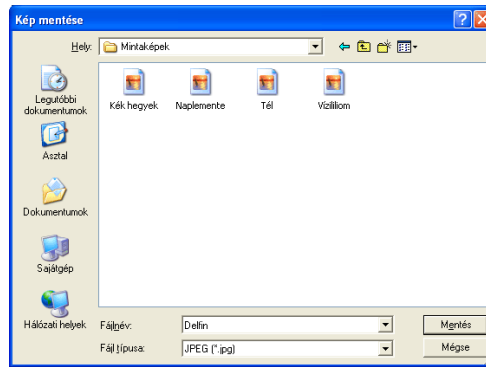 Kép mentése
Hely:
Mintaképek
Legutóbbi
dokumentumok
Asztal
Dokumentumok
Sajátgép
Hálózati helyek
Kék hegyek
Naplemente
Tél
Vízililiom
Fájlnév:
Delfin
Mentés
Fájl típusa:
JPEG (*.jpg)
Mégse